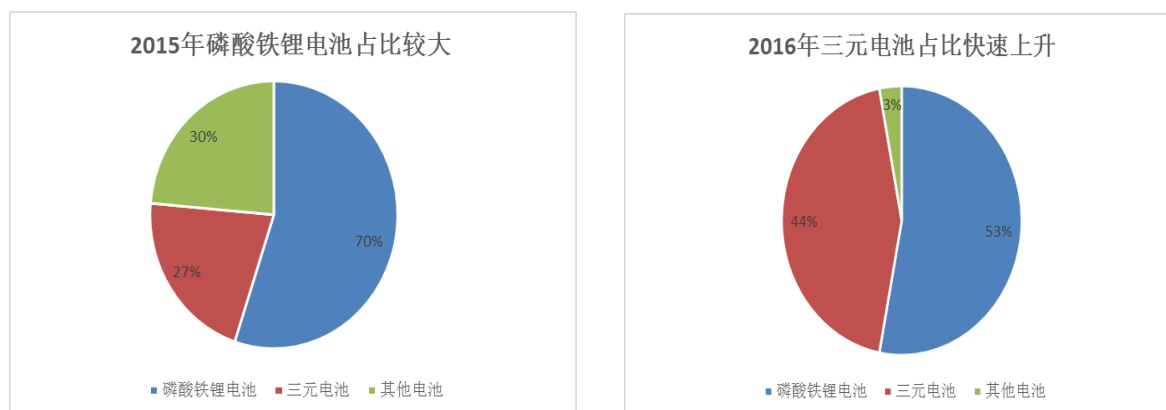 2015年磷酸铁锂电池占比较大
30%
70%
27%
磷酸铁锂电池 三元电池 其他电池
2016年三元电池占比快速上升
3%
44%
53%
磷酸铁锂电池 三元电池 其他电池